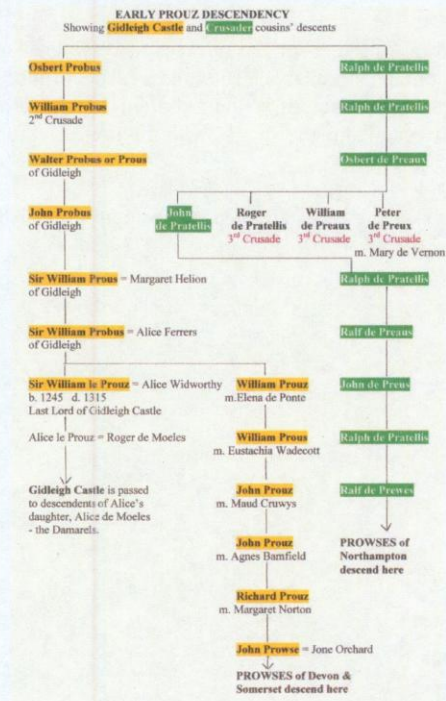 EARLY PROUZ DESCENDENCY
Showing Gidleigh Castle and Crusader cousins' descents
Osbert Probus
Ralph de Pratellis
William Probus
2nd Crusade
Ralph de Pratellis
Walter Probus or Prous
of Gidleigh
Osbert de Preaux
John Probus
of Gidleigh
John
de Pratellis
Roger
de Pratellis
3rd Crusade
William
de Preaux
3rd Crusade
Peter
de Preux
3rd Crusade
m. Mary de Vernon
Sir William Prous = Margaret Helion
of Gidleigh
Ralph de Pratellis
Sir William Probus = Alice Ferrers
of Gidleigh
Ralf de Preaus
Sir William le Prouz = Alice Widworthy
b. 1245 d. 1315
Last Lord of Gidleigh Castle
William Prouz
m.Elena de Ponte
John de Preus
Alice le Prouz = Roger de Moeles
William Prous
m. Eustachia Wadecott
Ralph de Pratellis
Gidleigh Castle is passed
to descendents of Alice's
daughter, Alice de Moeles
- the Damarels.
John Prouz
m. Maud Cruwys
Ralf de Prewes
John Prouz
m. Agnes Bamfield
PROWSES of
Northampton
descend here
Richard Prouz
m. Margaret Norton
John Prowse = Jone Orchard
PROWSES of Devon &
Somerset descend here